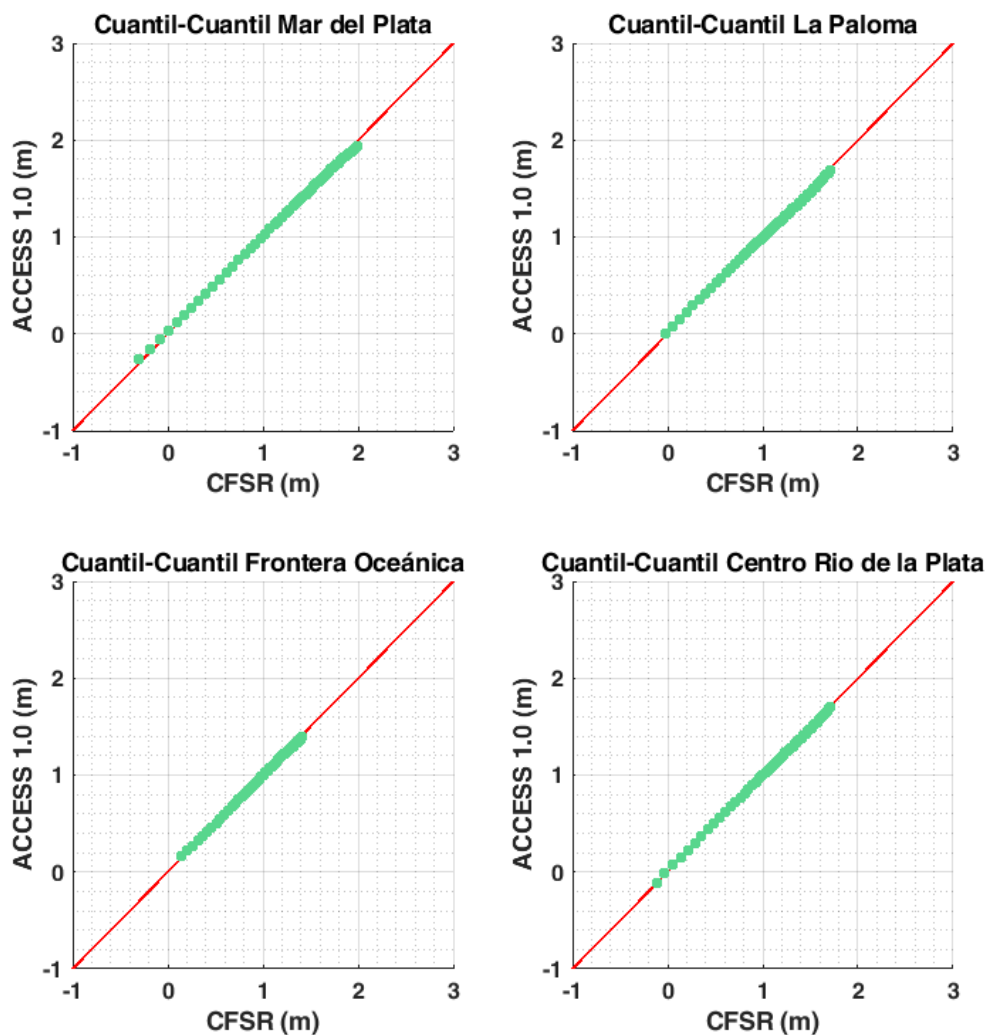 Cuantil-Cuantil Mar del Plata
3
2
1
0
-1
-1 0 1 2 3
ACCESS 1.0 (m)
CFSR (m)
Cuantil-Cuantil La Paloma
3
2
1
0
-1
-1 0 1 2 3
ACCESS 1.0 (m)
CFSR (m)
Cuantil-Cuantil Frontera Oceánica
3
2
1
0
-1
-1 0 1 2 3
ACCESS 1.0 (m)
CFSR (m)
Cuantil-Cuantil Centro Rio de la Plata
3
2
1
0
-1
-1 0 1 2 3
ACCESS 1.0 (m)
CFSR (m)